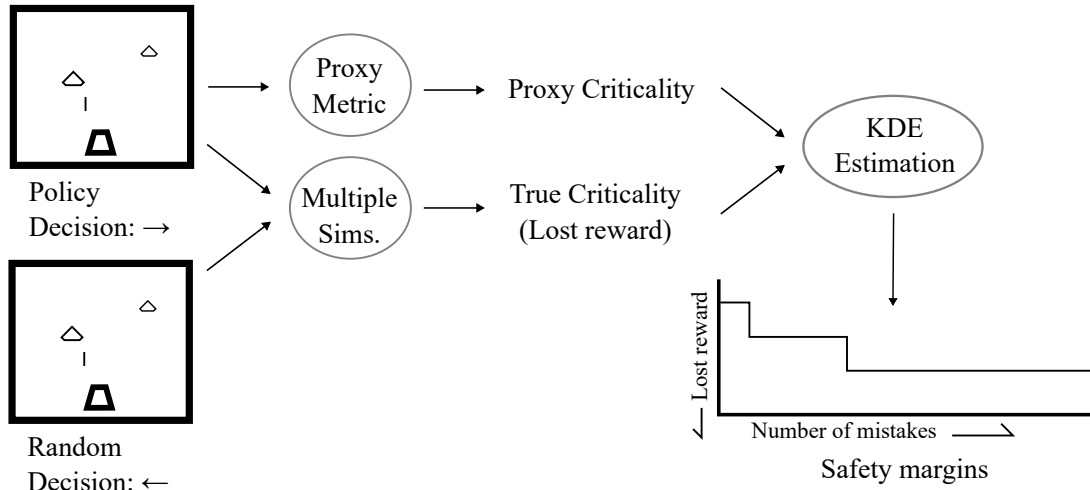 Policy
Decision: →
Random
Decision: ←
Proxy
Metric
Multiple
Sims.
Proxy Criticality
True Criticality
(Lost reward)
KDE
Estimation
Lost reward
Number of mistakes
Safety margins